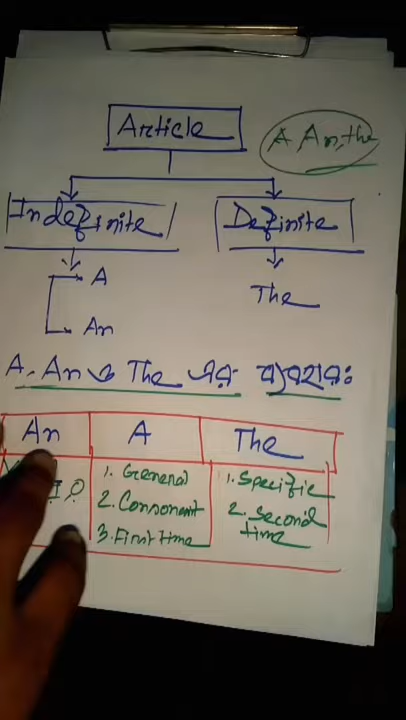 Article
A An, the
Indefinite
Definite
A
An
The
A, An ও The এর ব্যবহারঃ
An
A
The
1. General
2. Consonant
3. First time
1. Specific
2. Second
time